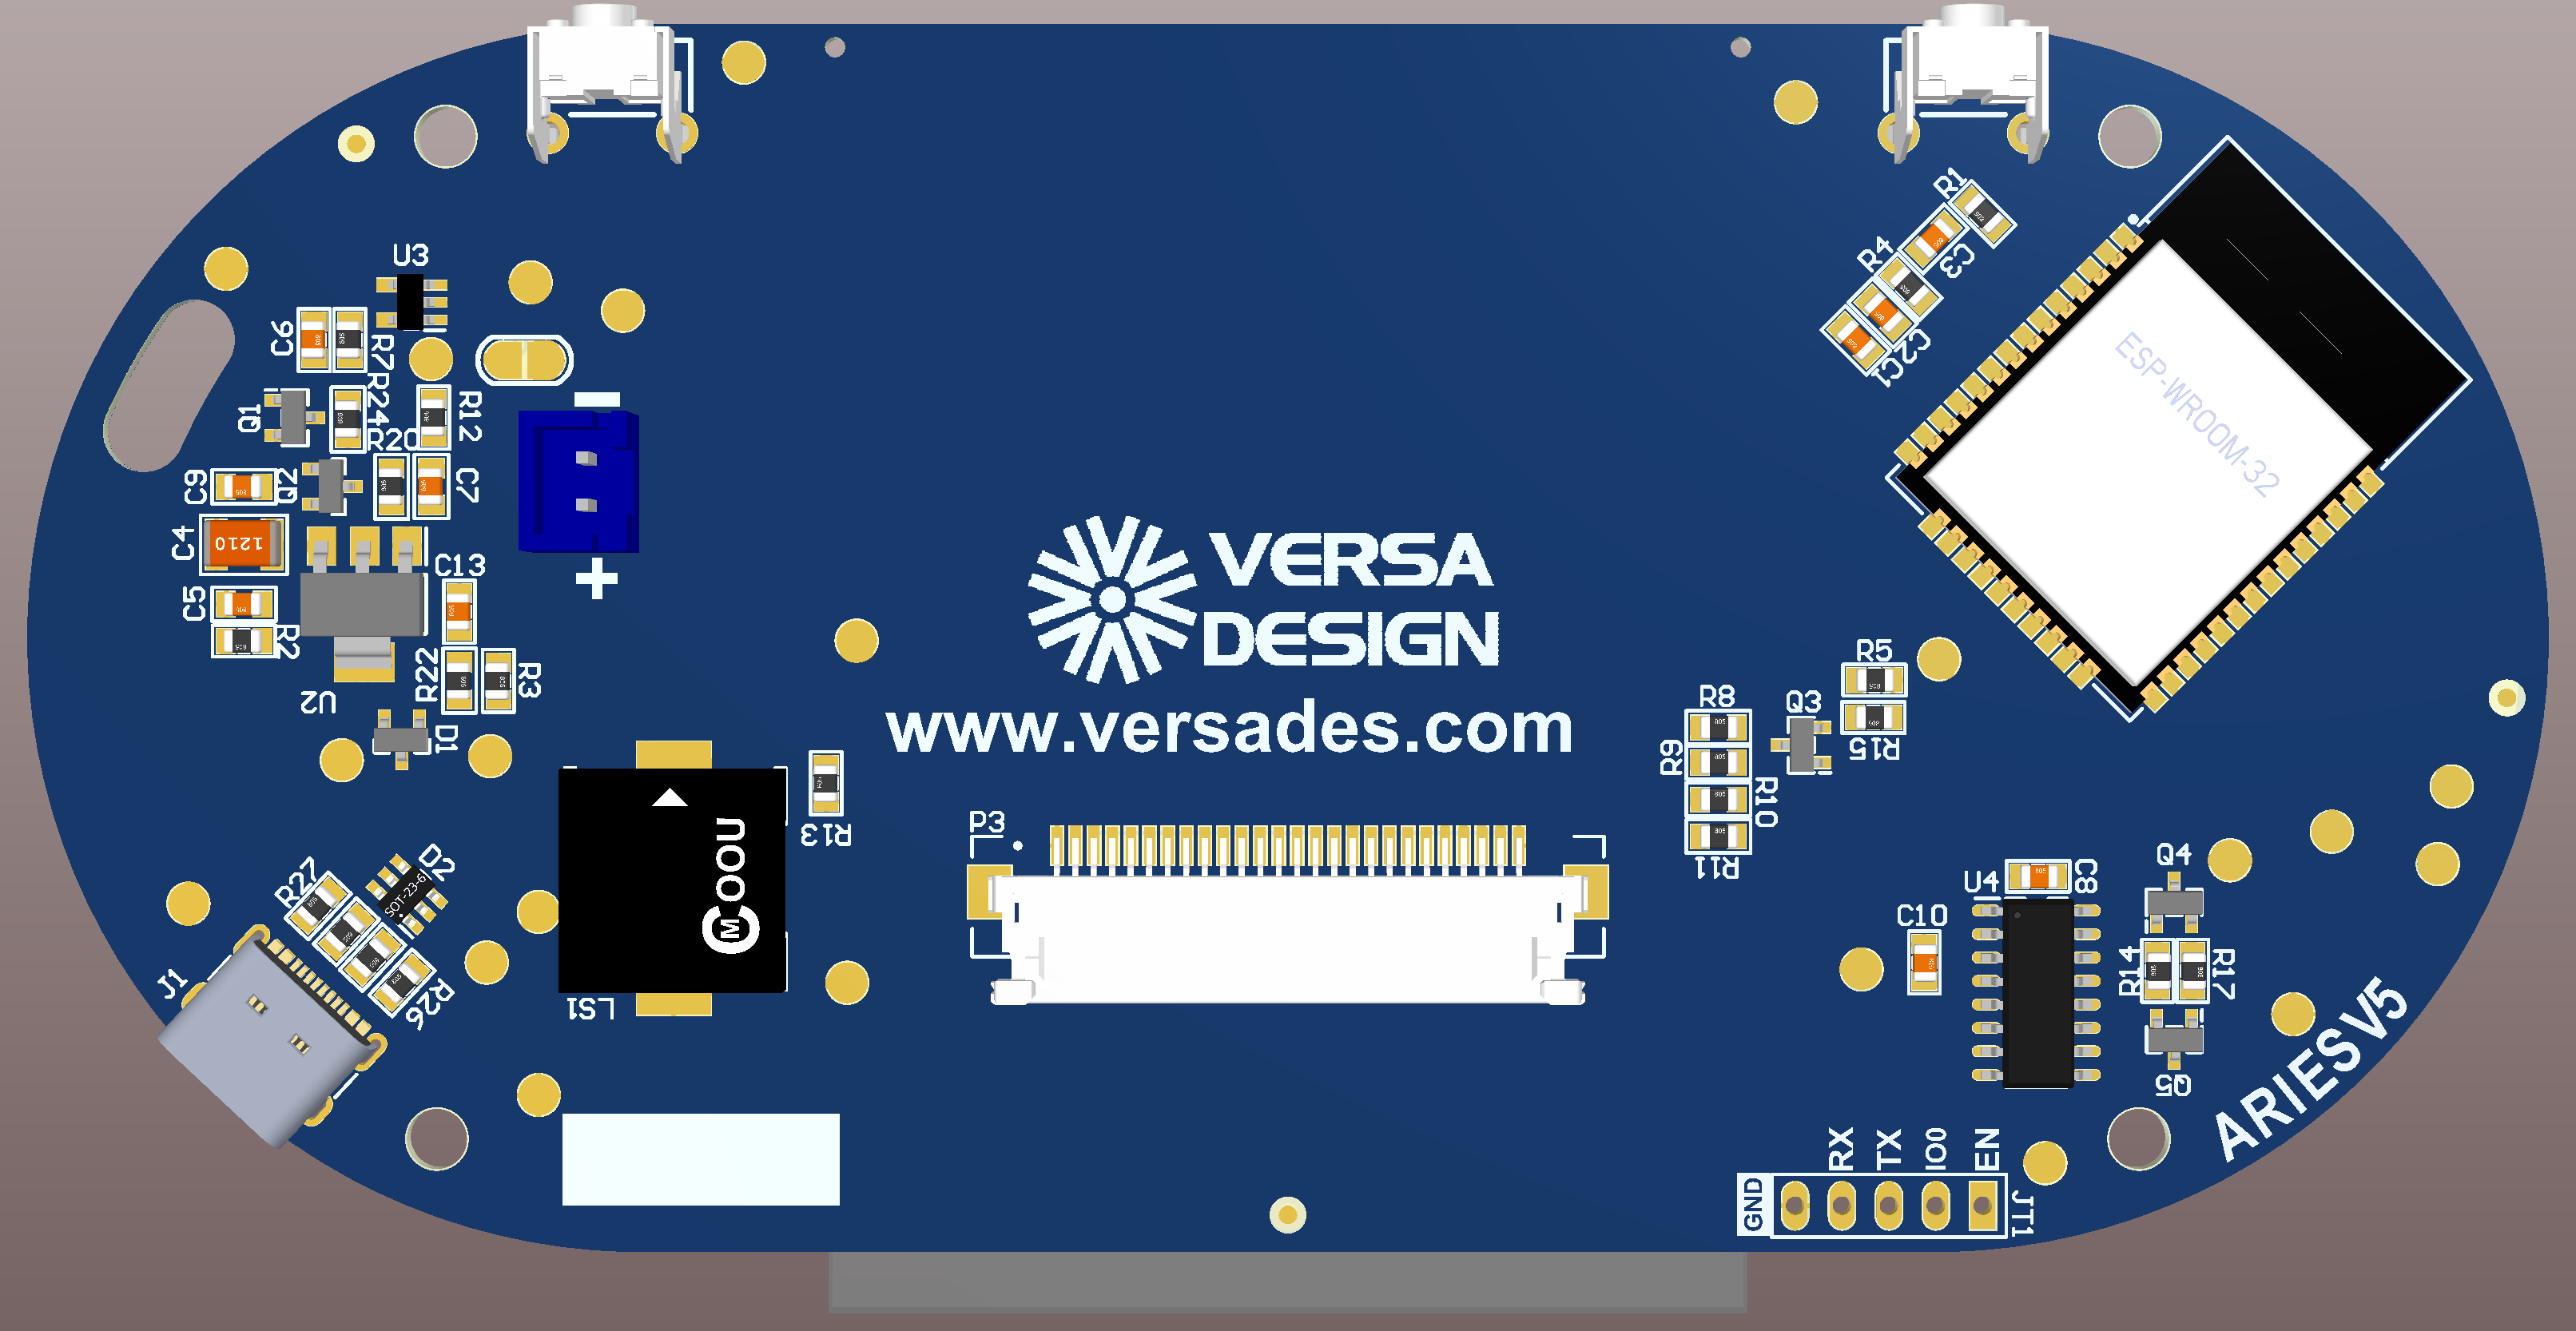 U3
C6
R7
R24
Q1
R12
R20
C9
Q2
C7
C4
1210
C13
C5
R2
R22
R3
U2
D1
R27
D2
SOT-23-6
J1
R26
MOOU
LS1
R13
VERSA
DESIGN
www.versades.com
P3
R1
C3
R4
C2
C1
ESP-WROOM-32
R5
R8
Q3
R9
R15
R10
R11
Q4
U4
C8
C10
R14
R17
Q5
ARIES V5
RX
TX
IO0
EN
GND
JT1